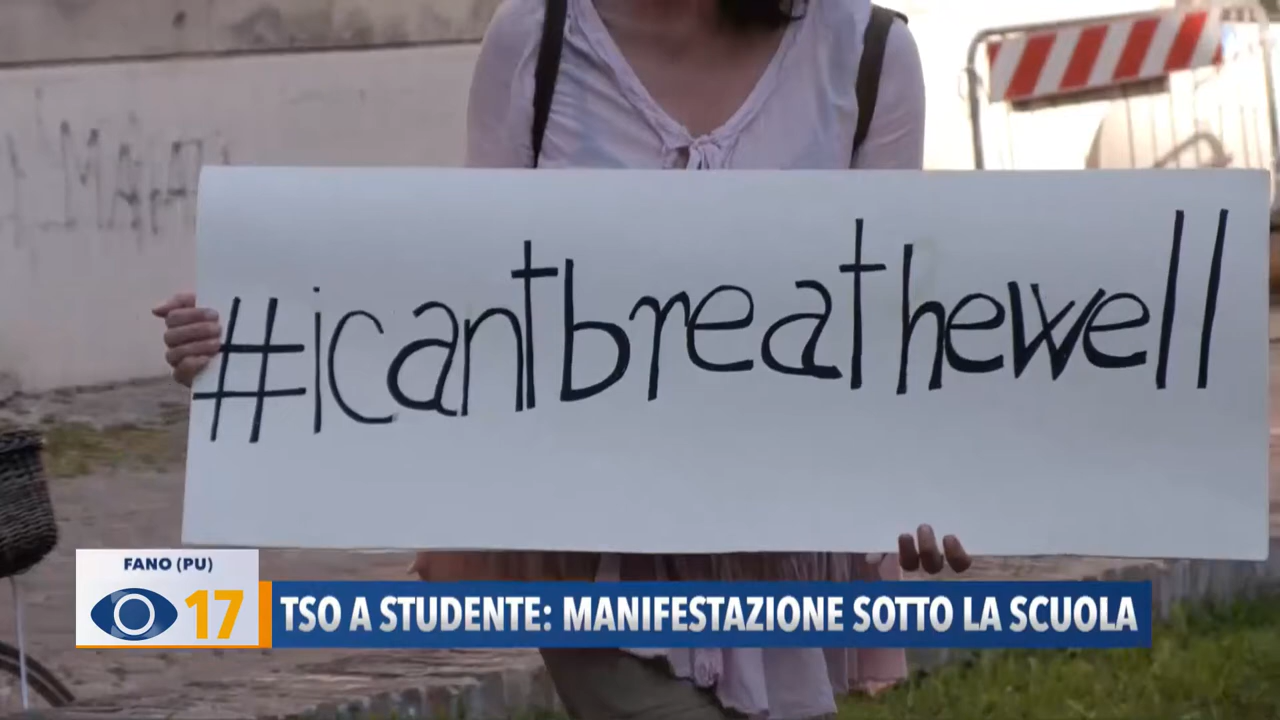 #icantbreathewell
FANO (PU)
17
TSO A STUDENTE: MANIFESTAZIONE SOTTO LA SCUOLA